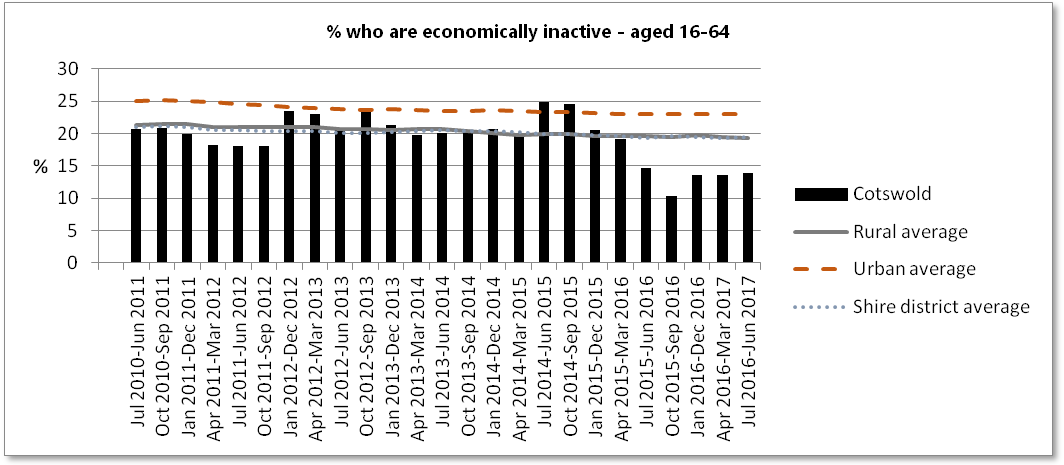 % who are economically inactive - aged 16-64
30
25
20
15
10
5
0
%
Jul 2010-Jun 2011
Oct 2010-Sep 2011
Jan 2011-Dec 2011
Apr 2011-Mar 2012
Jul 2011-Jun 2012
Oct 2011-Sep 2012
Jan 2012-Dec 2012
Apr 2012-Mar 2013
Jul 2012-Jun 2013
Oct 2012-Sep 2013
Jan 2013-Dec 2013
Apr 2013-Mar 2014
Jul 2013-Jun 2014
Oct 2013-Sep 2014
Jan 2014-Dec 2014
Apr 2014-Mar 2015
Jul 2014-Jun 2015
Oct 2014-Sep 2015
Jan 2015-Dec 2015
Apr 2015-Mar 2016
Jul 2015-Jun 2016
Oct 2015-Sep 2016
Jan 2016-Dec 2016
Apr 2016-Mar 2017
Jul 2016-Jun 2017
Cotswold
Rural average
Urban average
Shire district average